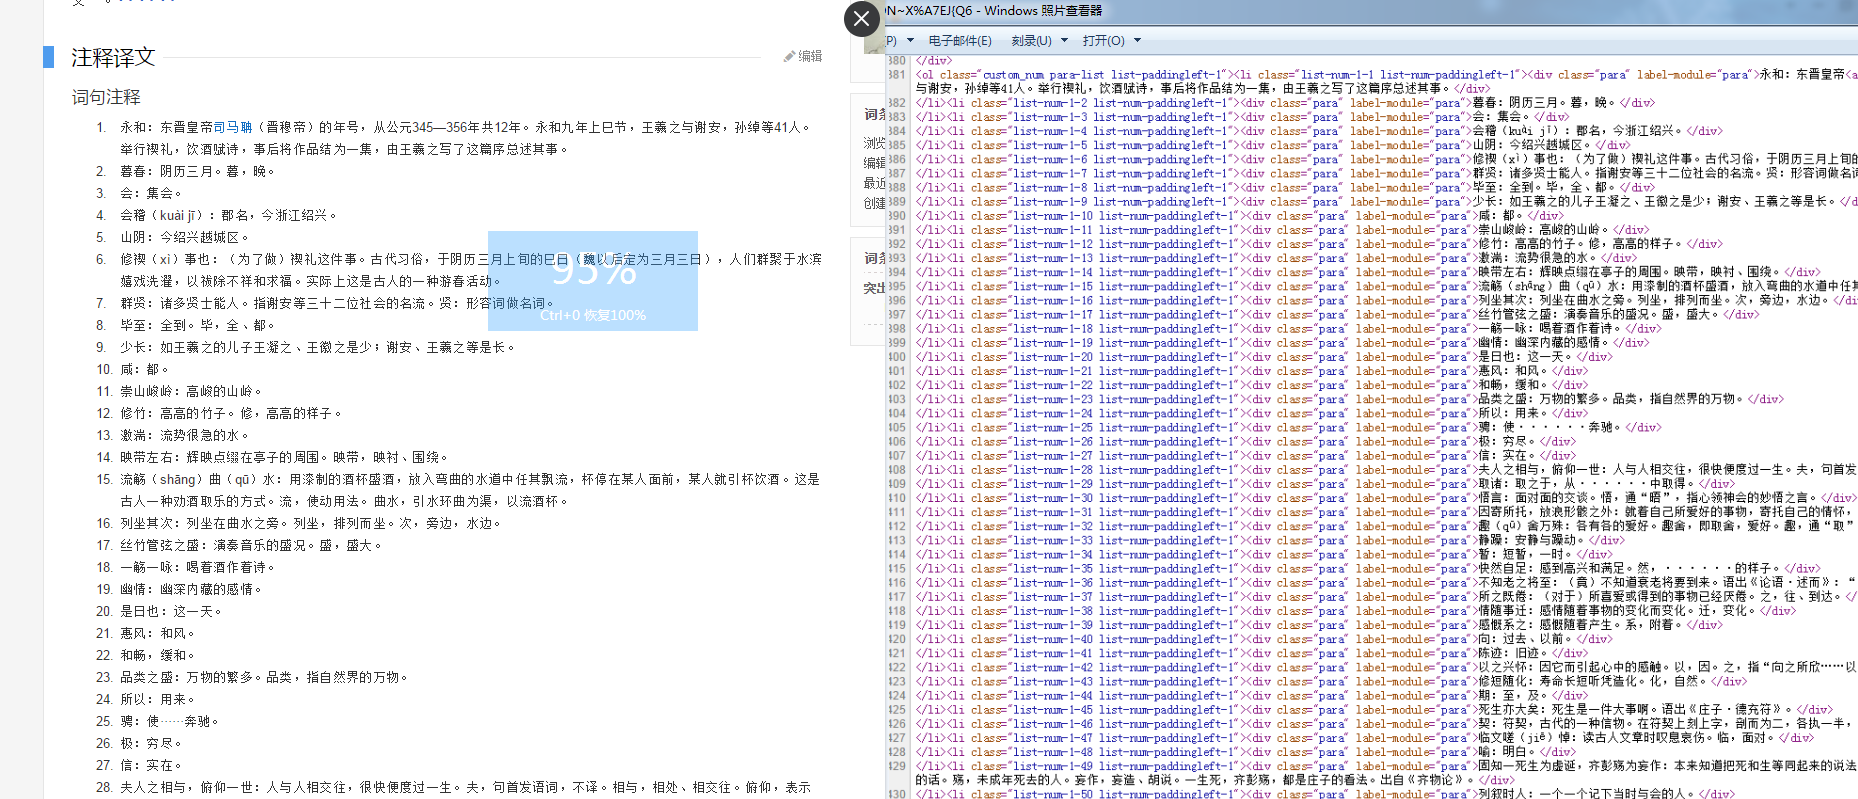 注释译文
编辑
词句注释
1. 永和：东晋皇帝司马聃（晋穆帝）的年号，从公元345—356年共12年。永和九年上巳节，王羲之与谢安，孙绰等41人。
举行禊礼，饮酒赋诗，事后将作品结为一集，由王羲之写了这篇序总述其事。
2. 暮春：阴历三月。暮，晚。
3. 会：集会。
4. 会稽（kuài jī）：郡名，今浙江绍兴。
5. 山阴：今绍兴越城区。
6. 修禊（xì）事也：（为了做）禊礼这件事。古代习俗，于阴历三月上旬的巳日（魏以后定为三月三日），人们群聚于水滨
嬉戏洗濯，以祓除不祥和求福。实际上这是古人的一种游春活动。
7. 群贤：诸多贤士能人。指谢安等三十二位社会的名流。贤：形容词做名词。
8. 毕至：全到。毕，全、都。
9. 少长：如王羲之的儿子王凝之、王徽之是少；谢安、王羲之等是长。
10. 咸：都。
11. 崇山峻岭：高峻的山岭。
12. 修竹：高高的竹子。修，高高的样子。
13. 激湍：流势很急的水。
14. 映带左右：辉映点缀在亭子的周围。映带，映衬、围绕。
15. 流觞（shāng）曲（qū）水：用漆制的酒杯盛酒，放入弯曲的水道中任其飘流，杯停在某人面前，某人就引杯饮酒。这是
古人一种劝酒取乐的方式。流，使动用法。曲水，引水环曲为渠，以流酒杯。
16. 列坐其次：列坐在曲水之旁。列坐，排列而坐。次，旁边，水边。
17. 丝竹管弦之盛：演奏音乐的盛况。盛，盛大。
18. 一觞一咏：喝着酒作着诗。
19. 幽情：幽深内藏的感情。
20. 是日也：这一天。
21. 惠风：和风。
22. 和畅，缓和。
23. 品类之盛：万物的繁多。品类，指自然界的万物。
24. 所以：用来。
25. 骋：使……奔驰。
26. 极：穷尽。
27. 信：实在。
28. 夫人之相与，俯仰一世：人与人相交往，很快便度过一生。夫，句首发语词，不译。相与，相处、相交往。俯仰，表示
95%
Ctrl+0 恢复100%
浏览
编辑
最近
创建
突出
N~X%A7EJ{Q6 - Windows 照片查看器
(P) 电子邮件(E) 刻录(U) 打开(O)
380 </div>
381 <ol class="custom_num para-list list-paddingleft-1"><li class="list-num-1-1 list-num-paddingleft-1"><div class="para" label-module="para">永和：东晋皇帝<a
与谢安，孙绰等41人。举行禊礼，饮酒赋诗，事后将作品结为一集，由王羲之写了这篇序总述其事。</div>
382 </li><li class="list-num-1-2 list-num-paddingleft-1"><div class="para" label-module="para">暮春：阴历三月。暮，晚。</div>
383 </li><li class="list-num-1-3 list-num-paddingleft-1"><div class="para" label-module="para">会：集会。</div>
384 </li><li class="list-num-1-4 list-num-paddingleft-1"><div class="para" label-module="para">会稽（kuài jī）：郡名，今浙江绍兴。</div>
385 </li><li class="list-num-1-5 list-num-paddingleft-1"><div class="para" label-module="para">山阴：今绍兴越城区。</div>
386 </li><li class="list-num-1-6 list-num-paddingleft-1"><div class="para" label-module="para">修禊（xì）事也：（为了做）禊礼这件事。古代习俗，于阴历三月上旬的
387 </li><li class="list-num-1-7 list-num-paddingleft-1"><div class="para" label-module="para">群贤：诸多贤士能人。指谢安等三十二位社会的名流。贤：形容词做名词
388 </li><li class="list-num-1-8 list-num-paddingleft-1"><div class="para" label-module="para">毕至：全到。毕，全、都。</div>
389 </li><li class="list-num-1-9 list-num-paddingleft-1"><div class="para" label-module="para">少长：如王羲之的儿子王凝之、王徽之是少；谢安、王羲之等是长。</d
390 </li><li class="list-num-1-10 list-num-paddingleft-1"><div class="para" label-module="para">咸：都。</div>
391 </li><li class="list-num-1-11 list-num-paddingleft-1"><div class="para" label-module="para">崇山峻岭：高峻的山岭。</div>
392 </li><li class="list-num-1-12 list-num-paddingleft-1"><div class="para" label-module="para">修竹：高高的竹子。修，高高的样子。</div>
393 </li><li class="list-num-1-13 list-num-paddingleft-1"><div class="para" label-module="para">激湍：流势很急的水。</div>
394 </li><li class="list-num-1-14 list-num-paddingleft-1"><div class="para" label-module="para">映带左右：辉映点缀在亭子的周围。映带，映衬、围绕。</div>
395 </li><li class="list-num-1-15 list-num-paddingleft-1"><div class="para" label-module="para">流觞（shāng）曲（qū）水：用漆制的酒杯盛酒，放入弯曲的水道中任其
396 </li><li class="list-num-1-16 list-num-paddingleft-1"><div class="para" label-module="para">列坐其次：列坐在曲水之旁。列坐，排列而坐。次，旁边，水边。</di
397 </li><li class="list-num-1-17 list-num-paddingleft-1"><div class="para" label-module="para">丝竹管弦之盛：演奏音乐的盛况。盛，盛大。</div>
398 </li><li class="list-num-1-18 list-num-paddingleft-1"><div class="para" label-module="para">一觞一咏：喝着酒作着诗。</div>
399 </li><li class="list-num-1-19 list-num-paddingleft-1"><div class="para" label-module="para">幽情：幽深内藏的感情。</div>
400 </li><li class="list-num-1-20 list-num-paddingleft-1"><div class="para" label-module="para">是日也：这一天。</div>
401 </li><li class="list-num-1-21 list-num-paddingleft-1"><div class="para" label-module="para">惠风：和风。</div>
402 </li><li class="list-num-1-22 list-num-paddingleft-1"><div class="para" label-module="para">和畅，缓和。</div>
403 </li><li class="list-num-1-23 list-num-paddingleft-1"><div class="para" label-module="para">品类之盛：万物的繁多。品类，指自然界的万物。</div>
404 </li><li class="list-num-1-24 list-num-paddingleft-1"><div class="para" label-module="para">所以：用来。</div>
405 </li><li class="list-num-1-25 list-num-paddingleft-1"><div class="para" label-module="para">骋：使······奔驰。</div>
406 </li><li class="list-num-1-26 list-num-paddingleft-1"><div class="para" label-module="para">极：穷尽。</div>
407 </li><li class="list-num-1-27 list-num-paddingleft-1"><div class="para" label-module="para">信：实在。</div>
408 </li><li class="list-num-1-28 list-num-paddingleft-1"><div class="para" label-module="para">夫人之相与，俯仰一世：人与人相交往，很快便度过一生。夫，句首发
409 </li><li class="list-num-1-29 list-num-paddingleft-1"><div class="para" label-module="para">取诸：取之于，从······中取得。</div>
410 </li><li class="list-num-1-30 list-num-paddingleft-1"><div class="para" label-module="para">悟言：面对面的交谈。悟，通“晤”，指心领神会的妙悟之言。</div>
411 </li><li class="list-num-1-31 list-num-paddingleft-1"><div class="para" label-module="para">因寄所托，放浪形骸之外：就着自己所爱好的事物，寄托自己的情怀，
412 </li><li class="list-num-1-32 list-num-paddingleft-1"><div class="para" label-module="para">趣（qū）舍万殊：各有各的爱好。趣舍，即取舍，爱好。趣，通“取”
413 </li><li class="list-num-1-33 list-num-paddingleft-1"><div class="para" label-module="para">静躁：安静与躁动。</div>
414 </li><li class="list-num-1-34 list-num-paddingleft-1"><div class="para" label-module="para">暂：短暂，一时。</div>
415 </li><li class="list-num-1-35 list-num-paddingleft-1"><div class="para" label-module="para">快然自足：感到高兴和满足。然，······的样子。</div>
416 </li><li class="list-num-1-36 list-num-paddingleft-1"><div class="para" label-module="para">不知老之将至：（竟）不知道衰老将要到来。语出《论语·述而》：“
417 </li><li class="list-num-1-37 list-num-paddingleft-1"><div class="para" label-module="para">所之既倦：（对于）所喜爱或得到的事物已经厌倦。之，往、到达。</d
418 </li><li class="list-num-1-38 list-num-paddingleft-1"><div class="para" label-module="para">情随事迁：感情随着事物的变化而变化。迁，变化。</div>
419 </li><li class="list-num-1-39 list-num-paddingleft-1"><div class="para" label-module="para">感慨系之：感慨随着产生。系，附着。</div>
420 </li><li class="list-num-1-40 list-num-paddingleft-1"><div class="para" label-module="para">向：过去、以前。</div>
421 </li><li class="list-num-1-41 list-num-paddingleft-1"><div class="para" label-module="para">陈迹：旧迹。</div>
422 </li><li class="list-num-1-42 list-num-paddingleft-1"><div class="para" label-module="para">以之兴怀：因它而引起心中的感触。以，因。之，指“向之所欣……以
423 </li><li class="list-num-1-43 list-num-paddingleft-1"><div class="para" label-module="para">修短随化：寿命长短听凭造化。化，自然。</div>
424 </li><li class="list-num-1-44 list-num-paddingleft-1"><div class="para" label-module="para">期：至，及。</div>
425 </li><li class="list-num-1-45 list-num-paddingleft-1"><div class="para" label-module="para">死生亦大矣：死生是一件大事啊。语出《庄子·德充符》。</div>
426 </li><li class="list-num-1-46 list-num-paddingleft-1"><div class="para" label-module="para">契：符契，古代的一种信物。在符契上刻上字，剖而为二，各执一半，
427 </li><li class="list-num-1-47 list-num-paddingleft-1"><div class="para" label-module="para">临文嗟（jiē）悼：读古人文章时叹息哀伤。临，面对。</div>
428 </li><li class="list-num-1-48 list-num-paddingleft-1"><div class="para" label-module="para">喻：明白。</div>
429 </li><li class="list-num-1-49 list-num-paddingleft-1"><div class="para" label-module="para">固知一死生为虚诞，齐彭殇为妄作：本来知道把死和生等同起来的说法
的话。殇，未成年死去的人。妄作，妄造、胡说。一生死，齐彭殇，都是庄子的看法。出自《齐物论》。</div>
430 </li><li class="list-num-1-50 list-num-paddingleft-1"><div class="para" label-module="para">列叙时人：一个一个记下当时与会的人。</div>